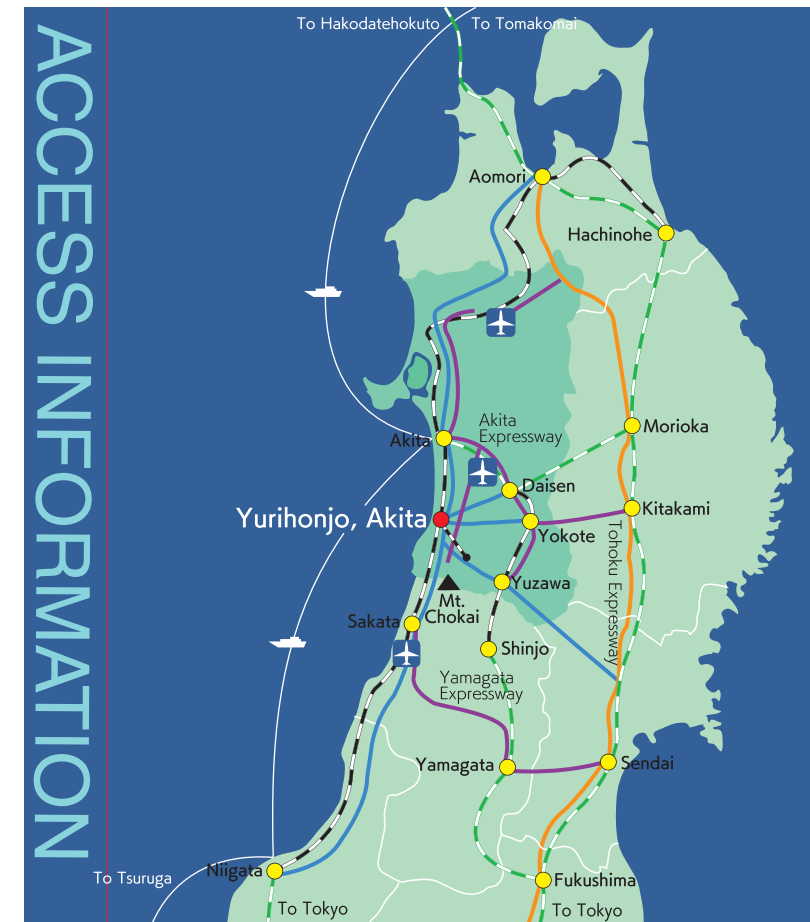 ACCESS INFORMATION
To Hakodatehokuto
To Tomakomai
Aomori
Hachinohe
Akita
Akita
Expressway
Morioka
Daisen
Kitakami
Yurihonjo, Akita
Yokote
Tohoku Expressway
Yuzawa
Mt.
Chokai
Sakata
Shinjo
Yamagata
Expressway
Yamagata
Sendai
Niigata
To Tsuruga
Fukushima
To Tokyo
To Tokyo